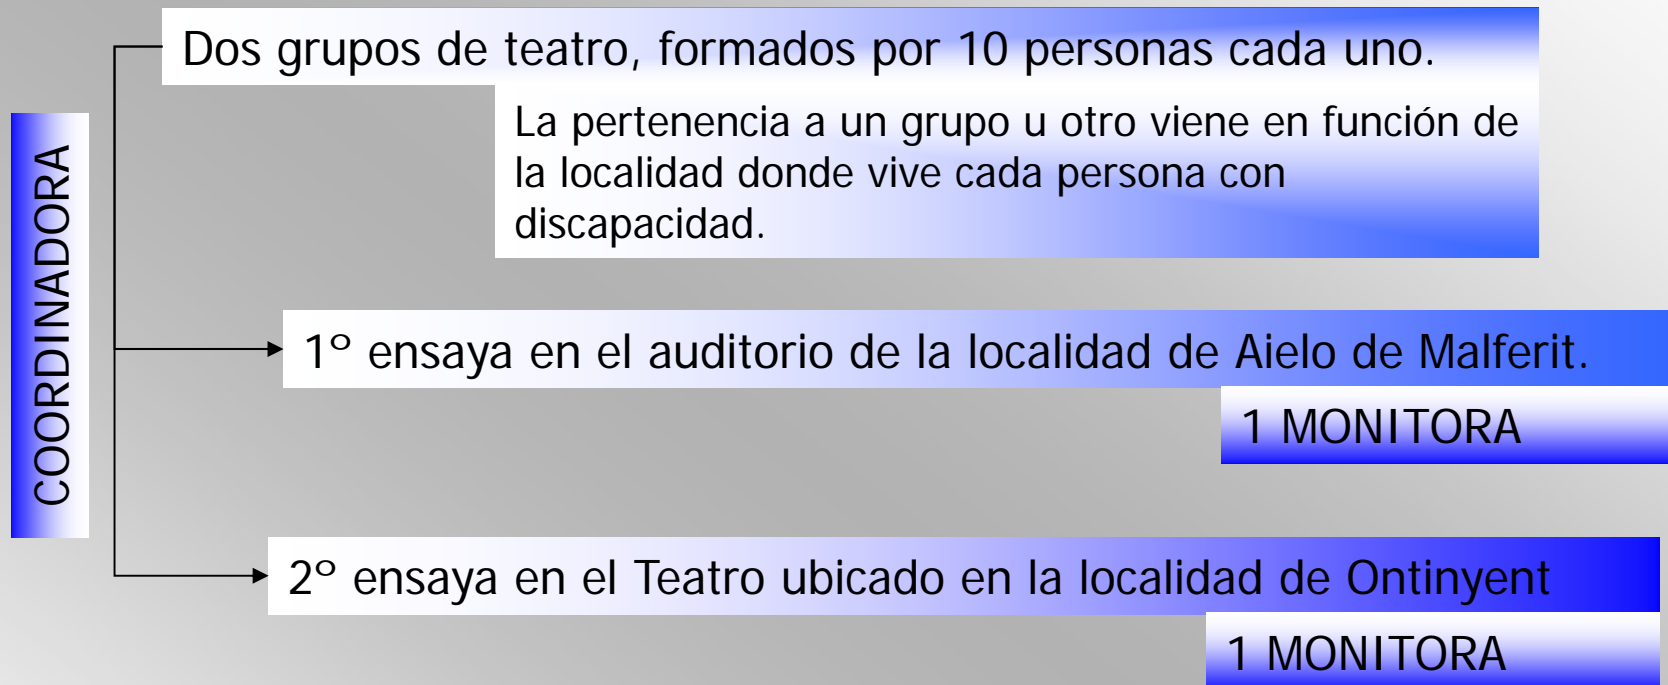 Dos grupos de teatro, formados por 10 personas cada uno.
La pertenencia a un grupo u otro viene en función de
la localidad donde vive cada persona con
discapacidad.
COORDINADORA
1º ensaya en el auditorio de la localidad de Aielo de Malferit.
1 MONITORA
2º ensaya en el Teatro ubicado en la localidad de Ontinyent
1 MONITORA